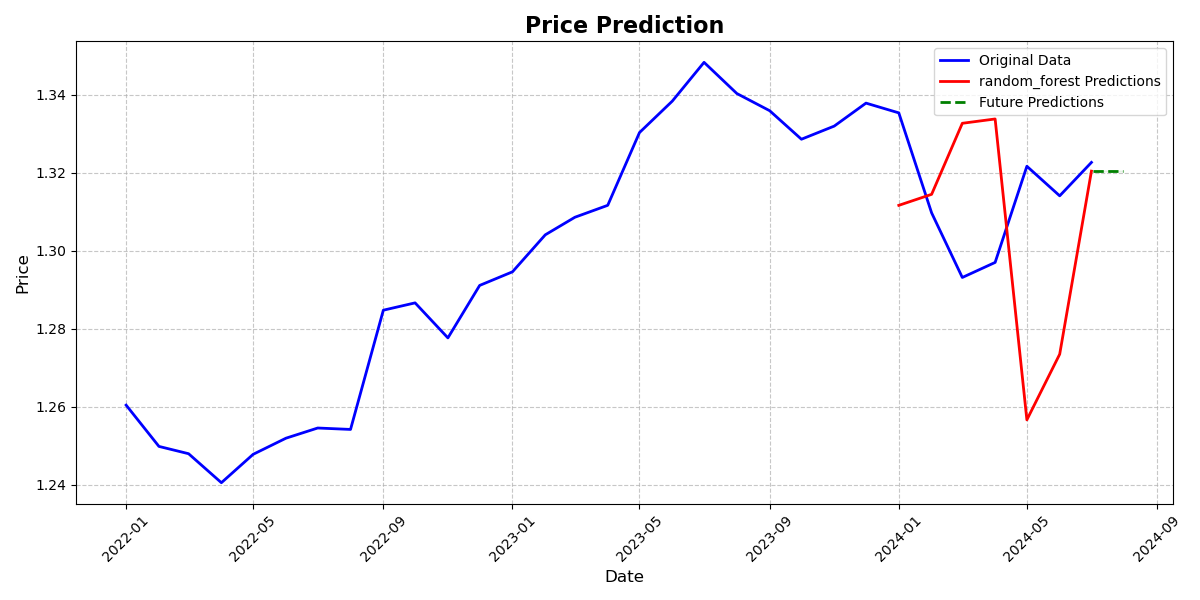 Price Prediction
Original Data
random_forest Predictions
Future Predictions
Price
1.34
1.32
1.30
1.28
1.26
1.24
2022-01
2022-05
2022-09
2023-01
2023-05
2023-09
2024-01
2024-05
2024-09
Date